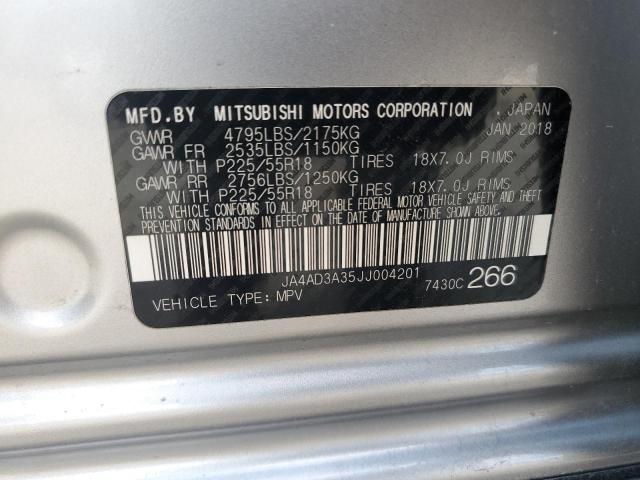 MFD.BY MITSUBISHI MOTORS CORPORATION , JAPAN
GVWR 4795LBS/2175KG JAN 2018
GAWR FR 2535LBS/1150KG
WITH P225/55R18 TIRES 18X7.0J RIMS
GAWR RR 2756LBS/1250KG
WITH P225/55R18 TIRES 18X7.0J RIMS
THIS VEHICLE CONFORMS TO ALL APPLICABLE FEDERAL MOTOR VEHICLE SAFETY AND THEFT
PREVENTION STANDARDS IN EFFECT ON THE DATE OF MANUFACTURE SHOWN ABOVE.
JA4AD3A35JJ004201
7430C 266
VEHICLE TYPE: MPV